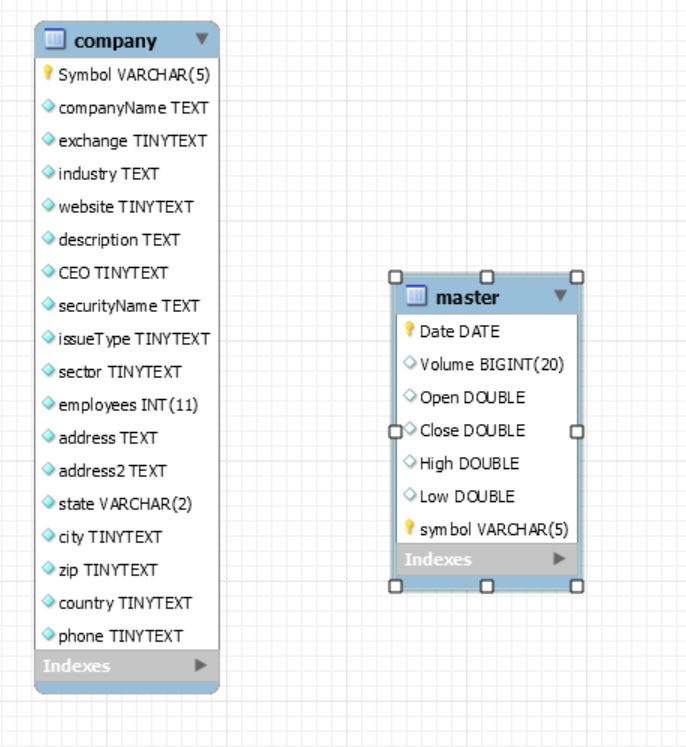 company
Symbol VARCHAR(5)
companyName TEXT
exchange TINYTEXT
industry TEXT
website TINYTEXT
description TEXT
CEO TINYTEXT
securityName TEXT
issueType TINYTEXT
sector TINYTEXT
employees INT(11)
address TEXT
address2 TEXT
state VARCHAR(2)
city TINYTEXT
zip TINYTEXT
country TINYTEXT
phone TINYTEXT
Indexes
master
Date DATE
Volume BIGINT(20)
Open DOUBLE
Close DOUBLE
High DOUBLE
Low DOUBLE
symbol VARCHAR(5)
Indexes